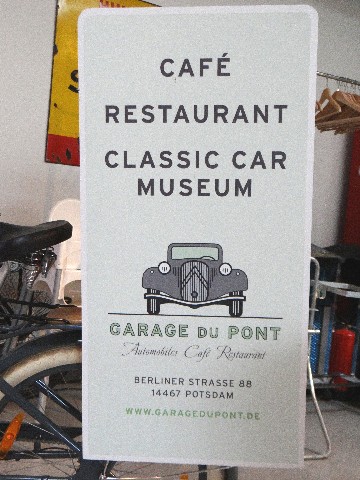 CAFÉ
RESTAURANT
CLASSIC CAR
MUSEUM
GARAGE DU PONT
Automobiles Café Restaurant
BERLINER STRASSE 88
14467 POTSDAM
WWW.GARAGEDUPONT.DE